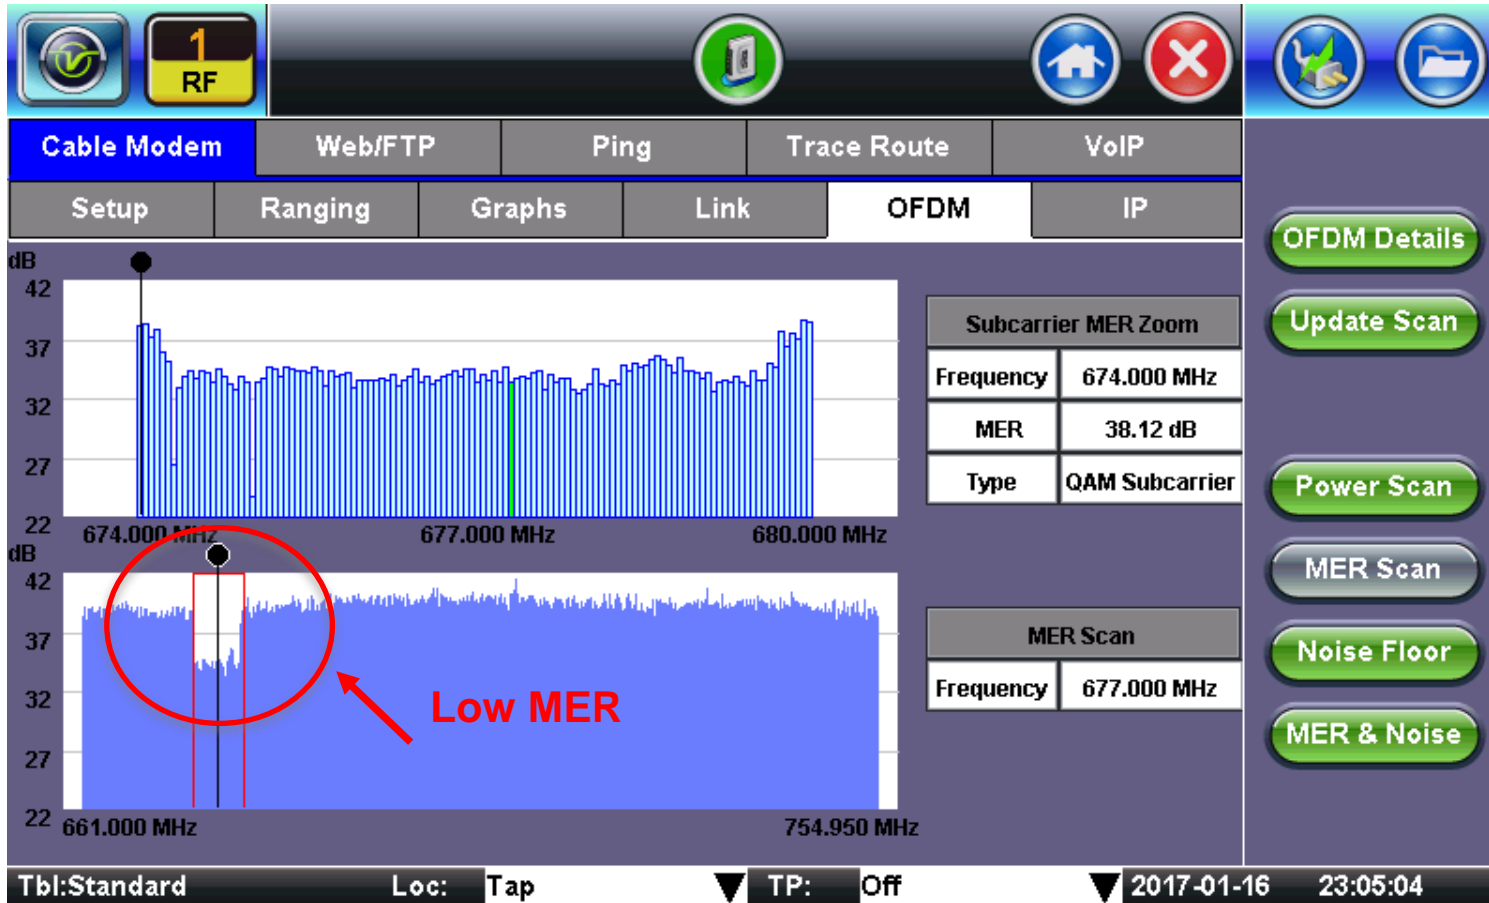 1
RF
Cable Modem Web/FTP Ping Trace Route VoIP
Setup Ranging Graphs Link OFDM IP
OFDM Details
Update Scan
Power Scan
MER Scan
Noise Floor
MER & Noise
dB
42
37
32
27
22
674.000 MHz 677.000 MHz 680.000 MHz
Subcarrier MER Zoom
Frequency 674.000 MHz
MER 38.12 dB
Type QAM Subcarrier
dB
42
37
32
27
22
661.000 MHz 754.950 MHz
Low MER
MER Scan
Frequency 677.000 MHz
Tbl:Standard Loc: Tap TP: Off 2017-01-16 23:05:04